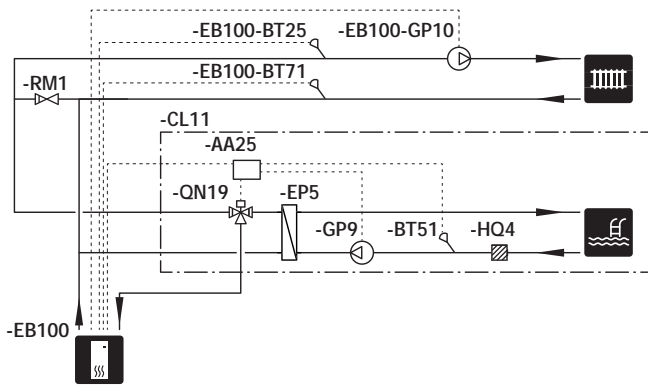 -EB100-BT25 -EB100-GP10
-EB100-BT71
-RM1
-CL11
-AA25
-QN19 -EP5
-GP9 -BT51 -HQ4
-EB100